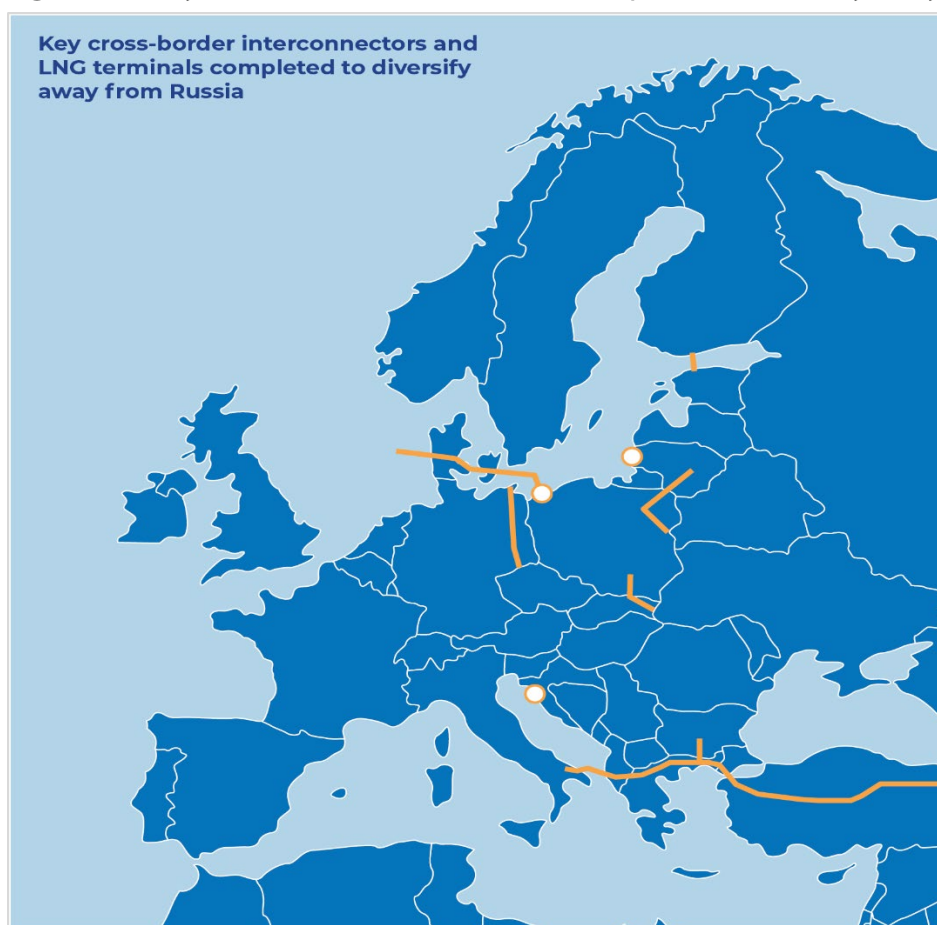 Key cross-border interconnectors and
LNG terminals completed to diversify
away from Russia